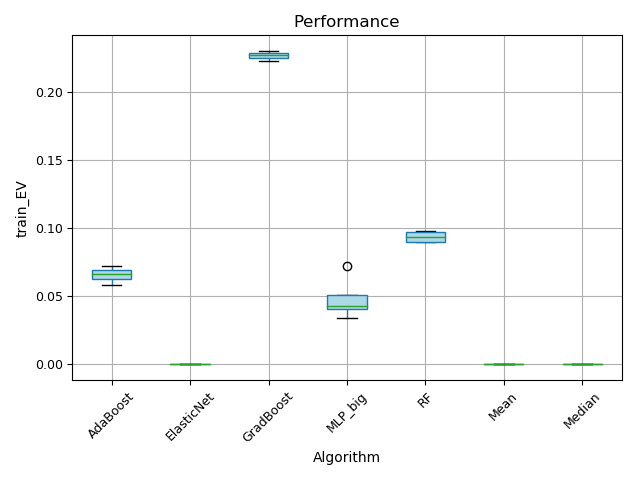 Performance
train_EV
0.20
0.15
0.10
0.05
0.00
AdaBoost
ElasticNet
GradBoost
MLP_big
RF
Mean
Median
Algorithm